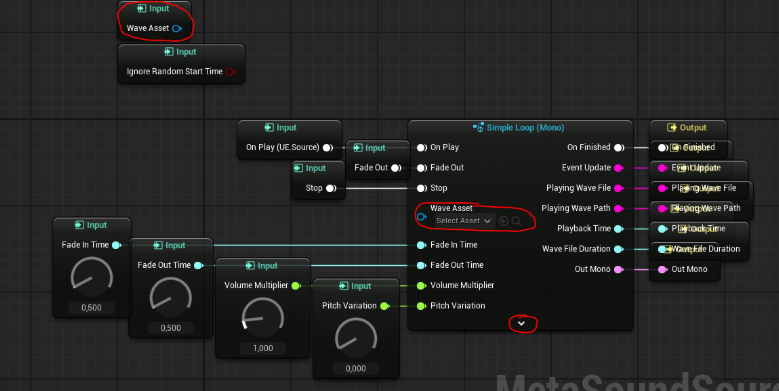 Input
Wave Asset
Input
Ignore Random Start Time
Input
On Play (UE.Source)
Input
Fade Out
Input
Stop
Simple Loop (Mono)
On Play
Fade Out
Stop
Wave Asset
Select Asset
Fade In Time
Fade Out Time
Volume Multiplier
Pitch Variation
On Finished
Event Update
Playing Wave File
Playing Wave Path
Playback Time
Wave File Duration
Out Mono
Output
On Finished
Event Update
Playing Wave File
Playing Wave Path
Playback Time
Wave File Duration
Out Mono
Input
Fade In Time
0,500
Input
Fade Out Time
0,500
Input
Volume Multiplier
1,000
Input
Pitch Variation
0,000